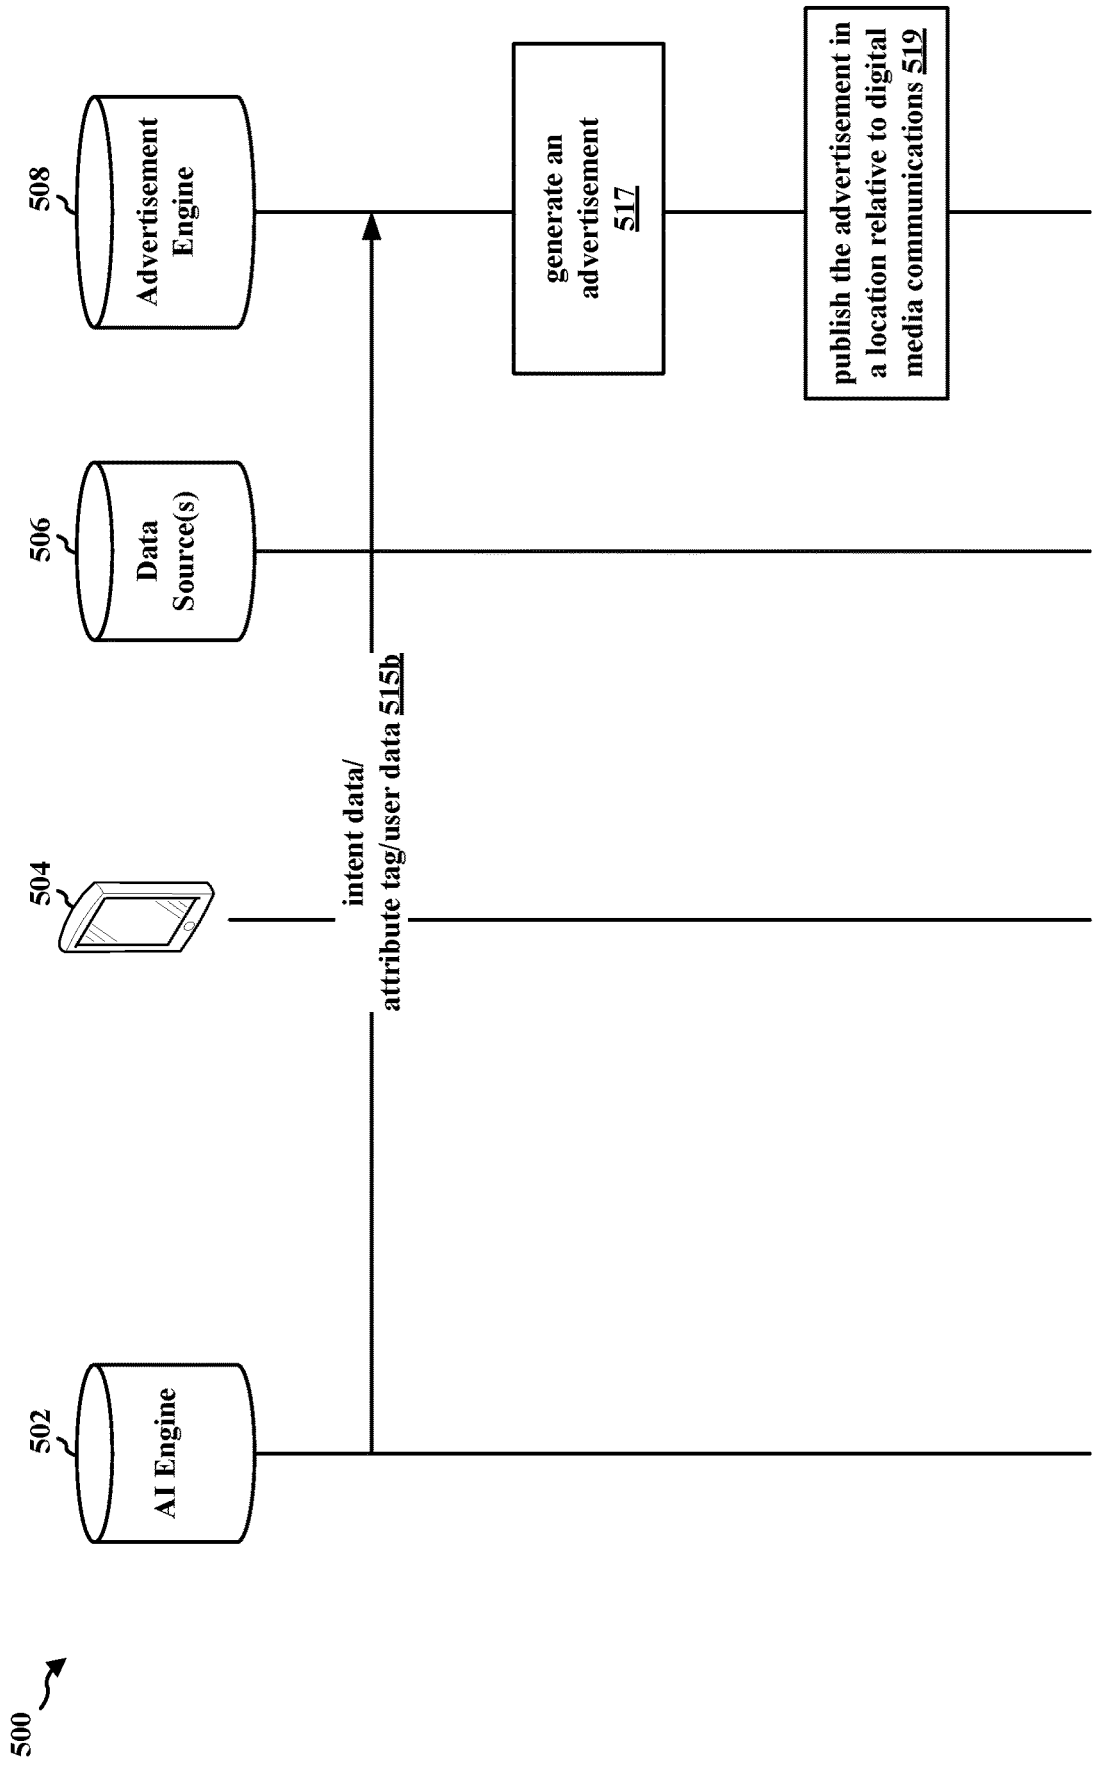 500
502
AI Engine
504
506
Data
Source(s)
508
Advertisement
Engine
intent data/
attribute tag/user data 515b
generate an
advertisement
517
publish the advertisement in
a location relative to digital
media communications 519